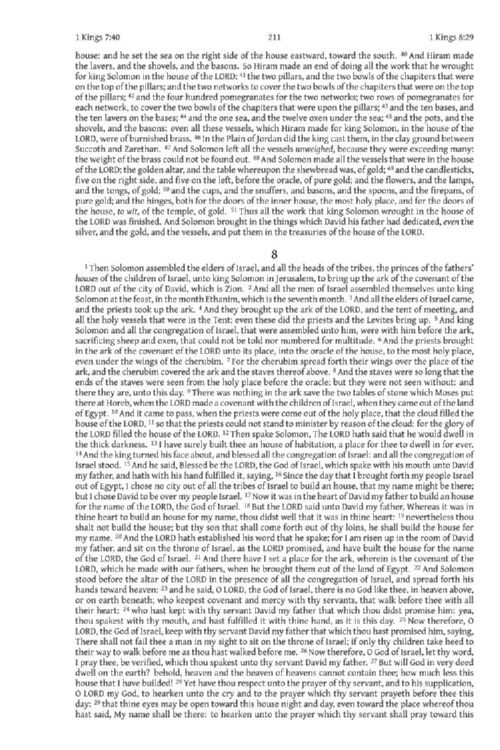 1 Kings 7:40 211 1 Kings 8:29
house: and he set the sea on the right side of the house eastward, toward the south. 40 And Hiram made
the lavers, and the shovels, and the basons. So Hiram made an end of doing all the work that he wrought
for king Solomon in the house of the LORD: 41 the two pillars, and the two bowls of the chapiters that were
on the top of the pillars; and the two networks to cover the two bowls of the chapiters that were on the top
of the pillars; 42 and the four hundred pomegranates for the two networks; two rows of pomegranates for
each network, to cover the two bowls of the chapiters that were upon the pillars; 43 and the ten bases, and
the ten lavers on the bases; 44 and the one sea, and the twelve oxen under the sea; 45 and the pots, and the
shovels, and the basons: even all these vessels, which Hiram made for king Solomon, in the house of the
LORD, were of burnished brass. 46 In the Plain of Jordan did the king cast them, in the clay ground between
Succoth and Zarethan. 47 And Solomon left all the vessels unweighed, because they were exceeding many:
the weight of the brass could not be found out. 48 And Solomon made all the vessels that were in the house
of the LORD: the golden altar, and the table whereupon the shewbread was, of gold; 49 and the candlesticks,
five on the right side, and five on the left, before the oracle, of pure gold; and the flowers, and the lamps,
and the tongs, of gold; 50 and the cups, and the snuffers, and basons, and the spoons, and the firepans, of
pure gold; and the hinges, both for the doors of the inner house, the most holy place, and for the doors of
the house, to wit, of the temple, of gold. 51 Thus all the work that king Solomon wrought in the house of
the LORD was finished. And Solomon brought in the things which David his father had dedicated, even the
silver, and the gold, and the vessels, and put them in the treasuries of the house of the LORD.
8
1 Then Solomon assembled the elders of Israel, and all the heads of the tribes, the princes of the fathers'
houses of the children of Israel, unto king Solomon in Jerusalem, to bring up the ark of the covenant of the
LORD out of the city of David, which is Zion. 2 And all the men of Israel assembled themselves unto king
Solomon at the feast, in the month Ethanim, which is the seventh month. 3 And all the elders of Israel came,
and the priests took up the ark. 4 And they brought up the ark of the LORD, and the tent of meeting, and
all the holy vessels that were in the Tent: even these did the priests and the Levites bring up. 5 And king
Solomon and all the congregation of Israel, that were assembled unto him, were with him before the ark,
sacrificing sheep and oxen, that could not be told nor numbered for multitude. 6 And the priests brought
in the ark of the covenant of the LORD unto its place, into the oracle of the house, to the most holy place,
even under the wings of the cherubim. 7 For the cherubim spread forth their wings over the place of the
ark, and the cherubim covered the ark and the staves thereof above. 8 And the staves were so long that the
ends of the staves were seen from the holy place before the oracle; but they were not seen without: and
there they are, unto this day. 9 There was nothing in the ark save the two tables of stone which Moses put
there at Horeb, when the LORD made a covenant with the children of Israel, when they came out of the land
of Egypt. 10 And it came to pass, when the priests were come out of the holy place, that the cloud filled the
house of the LORD, 11 so that the priests could not stand to minister by reason of the cloud: for the glory of
the LORD filled the house of the LORD. 12 Then spake Solomon, The LORD hath said that he would dwell in
the thick darkness. 13 I have surely built thee an house of habitation, a place for thee to dwell in for ever.
14 And the king turned his face about, and blessed all the congregation of Israel: and all the congregation of
Israel stood. 15 And he said, Blessed be the LORD, the God of Israel, which spake with his mouth unto David
my father, and hath with his hand fulfilled it, saying, 16 Since the day that I brought forth my people Israel
out of Egypt, I chose no city out of all the tribes of Israel to build an house, that my name might be there;
but I chose David to be over my people Israel. 17 Now it was in the heart of David my father to build an house
for the name of the LORD, the God of Israel. 18 But the LORD said unto David my father, Whereas it was in
thine heart to build an house for my name, thou didst well that it was in thine heart: 19 nevertheless thou
shalt not build the house; but thy son that shall come forth out of thy loins, he shall build the house for
my name. 20 And the LORD hath established his word that he spake; for I am risen up in the room of David
my father, and sit on the throne of Israel, as the LORD promised, and have built the house for the name
of the LORD, the God of Israel. 21 And there have I set a place for the ark, wherein is the covenant of the
LORD, which he made with our fathers, when he brought them out of the land of Egypt. 22 And Solomon
stood before the altar of the LORD in the presence of all the congregation of Israel, and spread forth his
hands toward heaven: 23 and he said, O LORD, the God of Israel, there is no God like thee, in heaven above,
or on earth beneath; who keepest covenant and mercy with thy servants, that walk before thee with all
their heart: 24 who hast kept with thy servant David my father that which thou didst promise him: yea,
thou spakest with thy mouth, and hast fulfilled it with thine hand, as it is this day. 25 Now therefore, O
LORD, the God of Israel, keep with thy servant David my father that which thou hast promised him, saying,
There shall not fail thee a man in my sight to sit on the throne of Israel; if only thy children take heed to
their way to walk before me as thou hast walked before me. 26 Now therefore, O God of Israel, let thy word,
I pray thee, be verified, which thou spakest unto thy servant David my father. 27 But will God in very deed
dwell on the earth? behold, heaven and the heaven of heavens cannot contain thee; how much less this
house that I have builded! 28 Yet have thou respect unto the prayer of thy servant, and to his supplication,
O LORD my God, to hearken unto the cry and to the prayer which thy servant prayeth before thee this
day: 29 that thine eyes may be open toward this house night and day, even toward the place whereof thou
hast said, My name shall be there: to hearken unto the prayer which thy servant shall pray toward this